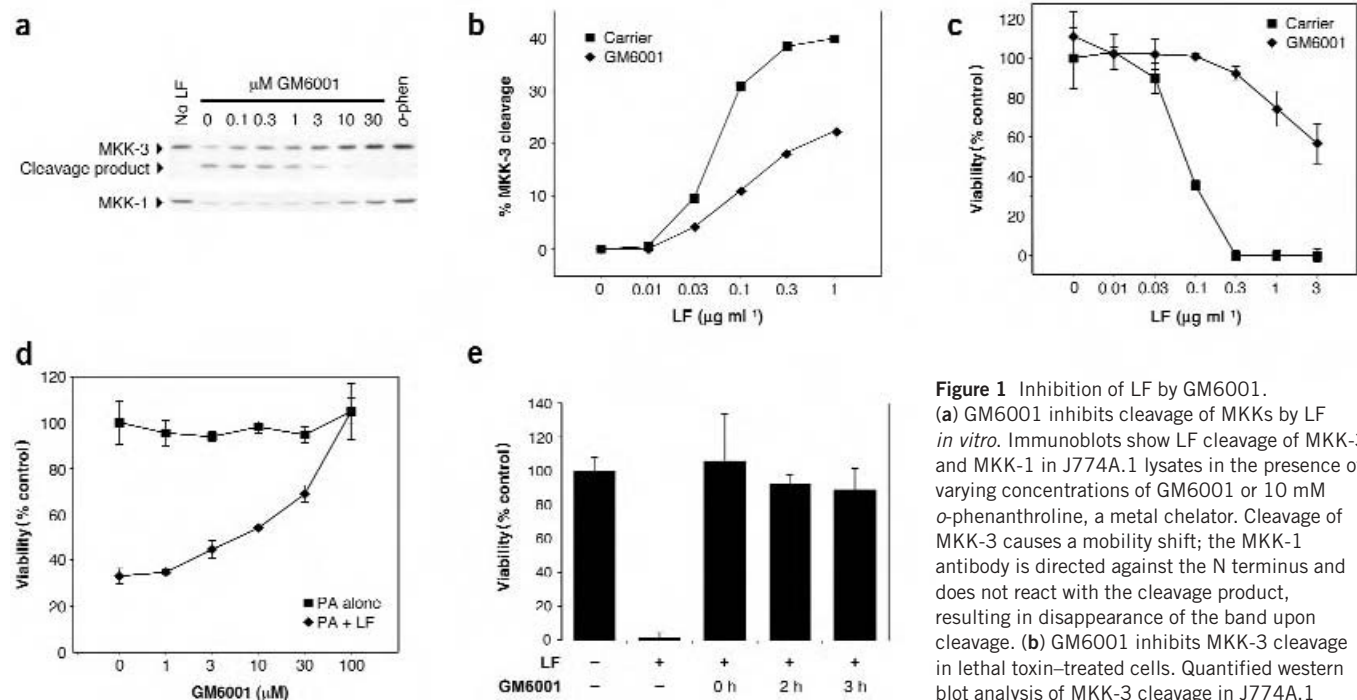 a
No LF
μM GM6001
0 0.1 0.3 1 3 10 30
o-phen
MKK-3
Cleavage product
MKK-1
b
Carrier
GM6001
% MKK-3 cleavage
40
30
20
10
0
0 0.01 0.03 0.1 0.3 1
LF (μg ml ¹)
c
Carrier
GM6001
Viability (% control)
120
100
80
60
40
20
0
0 0.01 0.03 0.1 0.3 1 3
LF (μg ml ¹)
d
Viability (% control)
120
100
80
60
40
20
0
PA alone
PA + LF
0 1 3 10 30 100
GM6001 (μM)
e
Viability (% control)
140
120
100
80
60
40
20
0
LF – + + + +
GM6001 – – 0 h 2 h 3 h
Figure 1 Inhibition of LF by GM6001.
(a) GM6001 inhibits cleavage of MKKs by LF
in vitro. Immunoblots show LF cleavage of MKK-3
and MKK-1 in J774A.1 lysates in the presence o
varying concentrations of GM6001 or 10 mM
o-phenanthroline, a metal chelator. Cleavage of
MKK-3 causes a mobility shift; the MKK-1
antibody is directed against the N terminus and
does not react with the cleavage product,
resulting in disappearance of the band upon
cleavage. (b) GM6001 inhibits MKK-3 cleavage
in lethal toxin–treated cells. Quantified western
blot analysis of MKK-3 cleavage in J774A.1